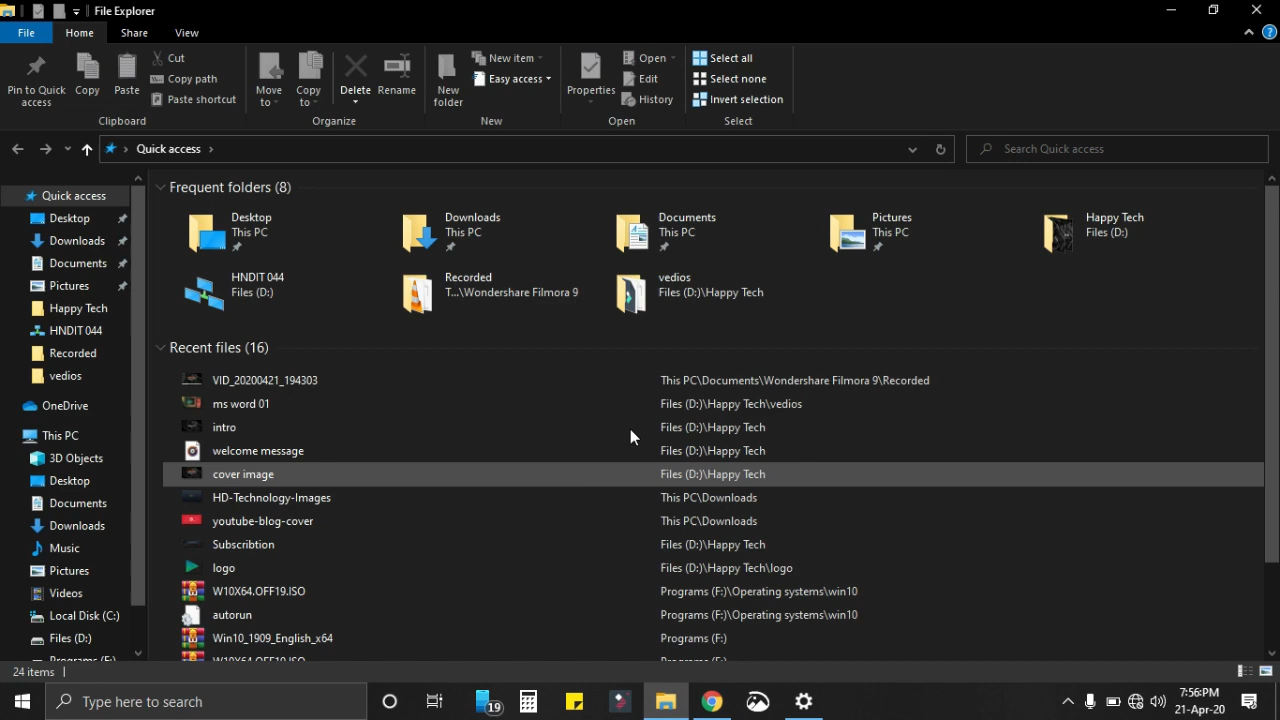 File Explorer
File Home Share View
Pin to Quick access
Copy
Paste
Cut
Copy path
Paste shortcut
Move to
Copy to
Delete
Rename
New folder
New item
Easy access
Properties
Open
Edit
History
Select all
Select none
Invert selection
Clipboard
Organize
New
Open
Select
Quick access
Search Quick access
Quick access
Desktop
Downloads
Documents
Pictures
Happy Tech
HNDIT 044
Recorded
vedios
OneDrive
This PC
3D Objects
Desktop
Documents
Downloads
Music
Pictures
Videos
Local Disk (C:)
Files (D:)
Programs (F:)
Frequent folders (8)
Desktop
This PC
Downloads
This PC
Documents
This PC
Pictures
This PC
Happy Tech
Files (D:)
HNDIT 044
Files (D:)
Recorded
T...\Wondershare Filmora 9
vedios
Files (D:)\Happy Tech
Recent files (16)
VID_20200421_194303 This PC\Documents\Wondershare Filmora 9\Recorded
ms word 01 Files (D:)\Happy Tech\vedios
intro Files (D:)\Happy Tech
welcome message Files (D:)\Happy Tech
cover image Files (D:)\Happy Tech
HD-Technology-Images This PC\Downloads
youtube-blog-cover This PC\Downloads
Subscribtion Files (D:)\Happy Tech
logo Files (D:)\Happy Tech\logo
W10X64.OFF19.ISO Programs (F:)\Operating systems\win10
autorun Programs (F:)\Operating systems\win10
Win10_1909_English_x64 Programs (F:)
W10X64.OFF19.ISO Programs (F:)
24 items
Type here to search
19
7:56:PM
21-Apr-20